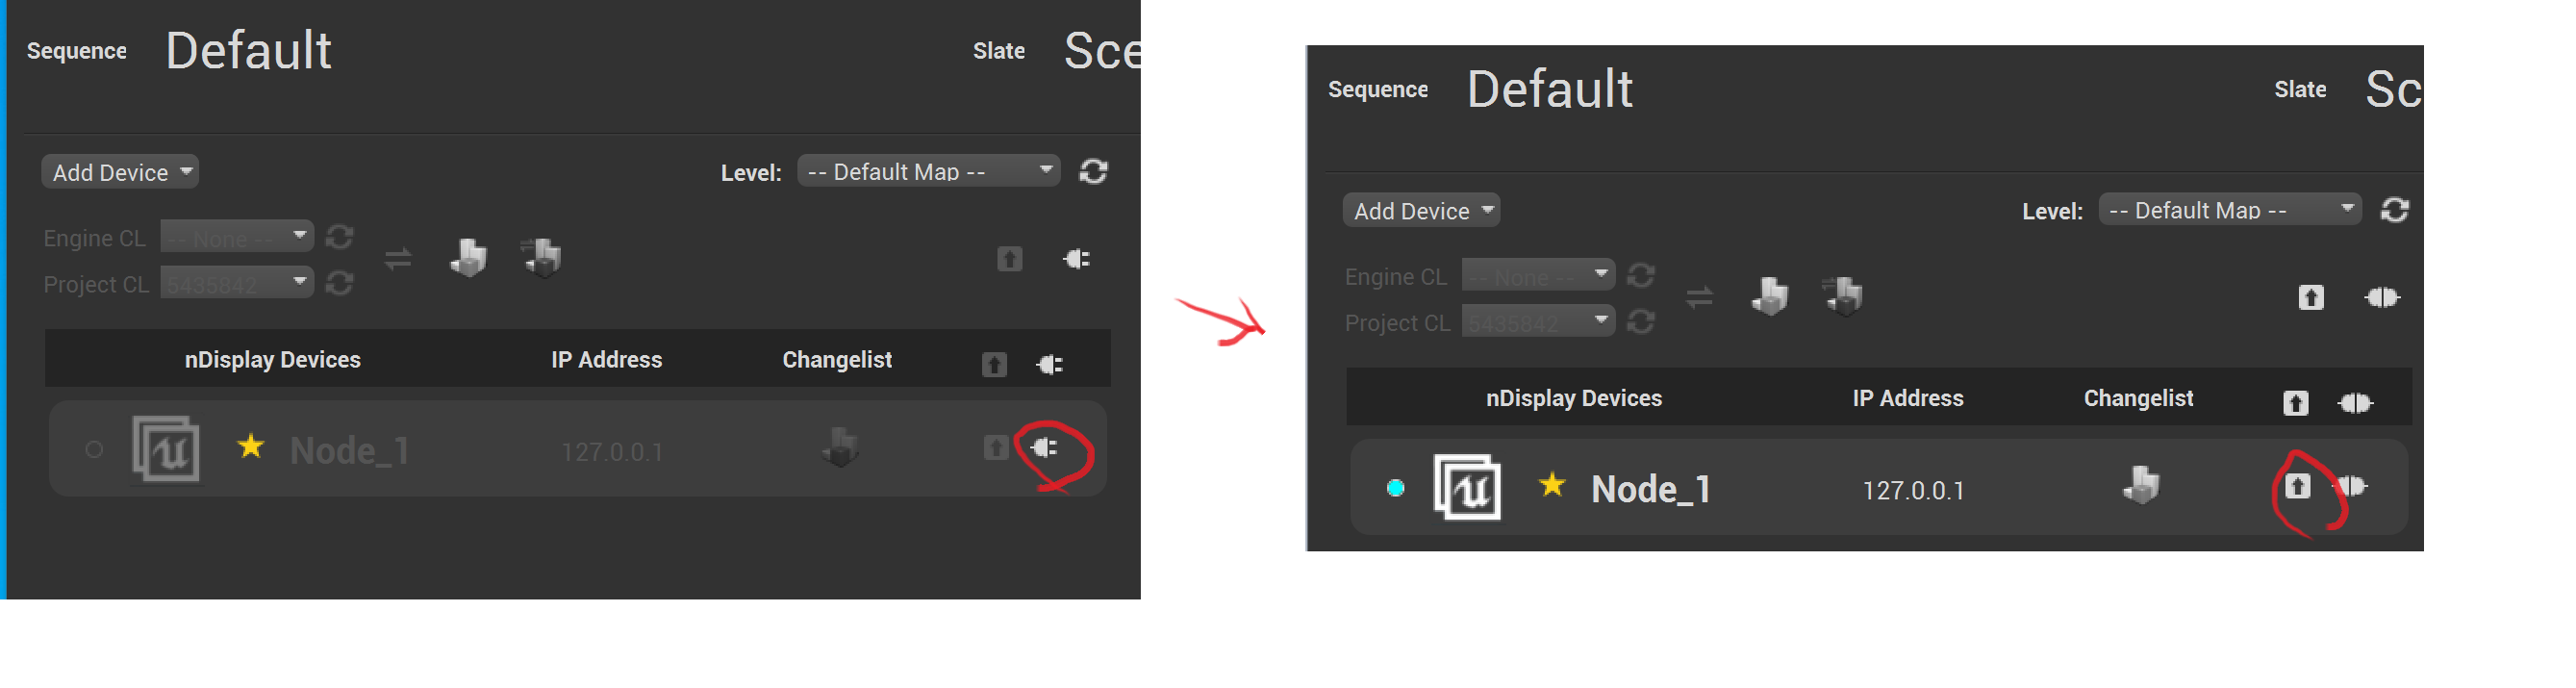 Sequence Default Slate Sce
Add Device Level: -- Default Map --
Engine CL -- None --
Project CL 5435842
nDisplay Devices IP Address Changelist
Node_1 127.0.0.1
Sequence Default Slate Sc
Add Device Level: -- Default Map --
Engine CL -- None --
Project CL 5435842
nDisplay Devices IP Address Changelist
Node_1 127.0.0.1